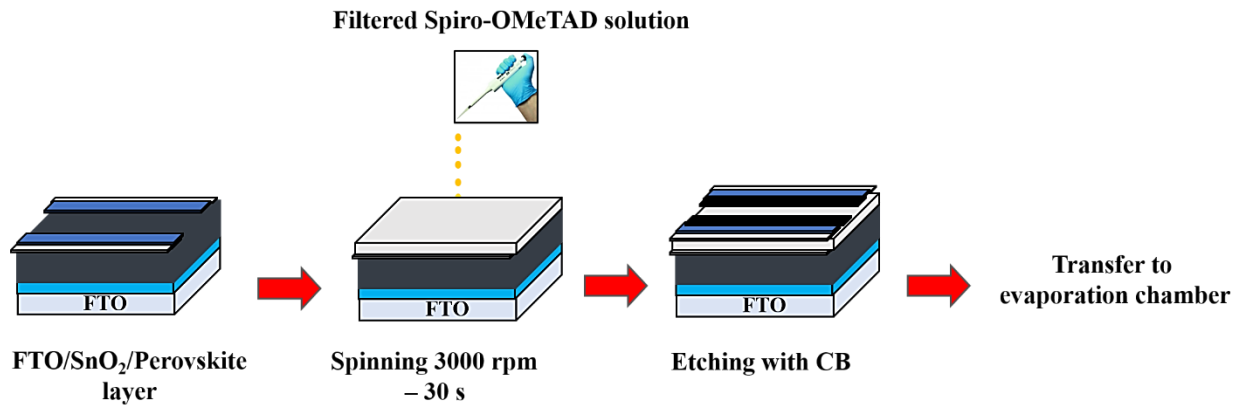 Filtered Spiro-OMeTAD solution
FTO
FTO
FTO
Transfer to
evaporation chamber
FTO/SnO₂/Perovskite
layer
Spinning 3000 rpm
– 30 s
Etching with CB